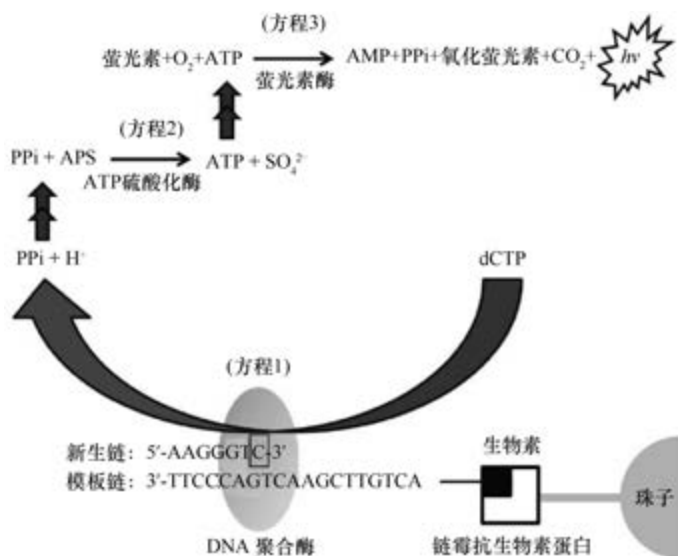 (方程3)
萤光素+O₂+ATP
萤光素酶
AMP+PPi+氧化萤光素+CO₂+
hv
(方程2)
PPi + APS
ATP硫酸化酶
ATP + SO₄²⁻
PPi + H⁺
dCTP
(方程1)
新生链: 5′-AAGGGTC-3′
模板链: 3′-TTCCCAGTCAAGCTTGTCA
DNA 聚合酶
生物素
链霉抗生物素蛋白
珠子